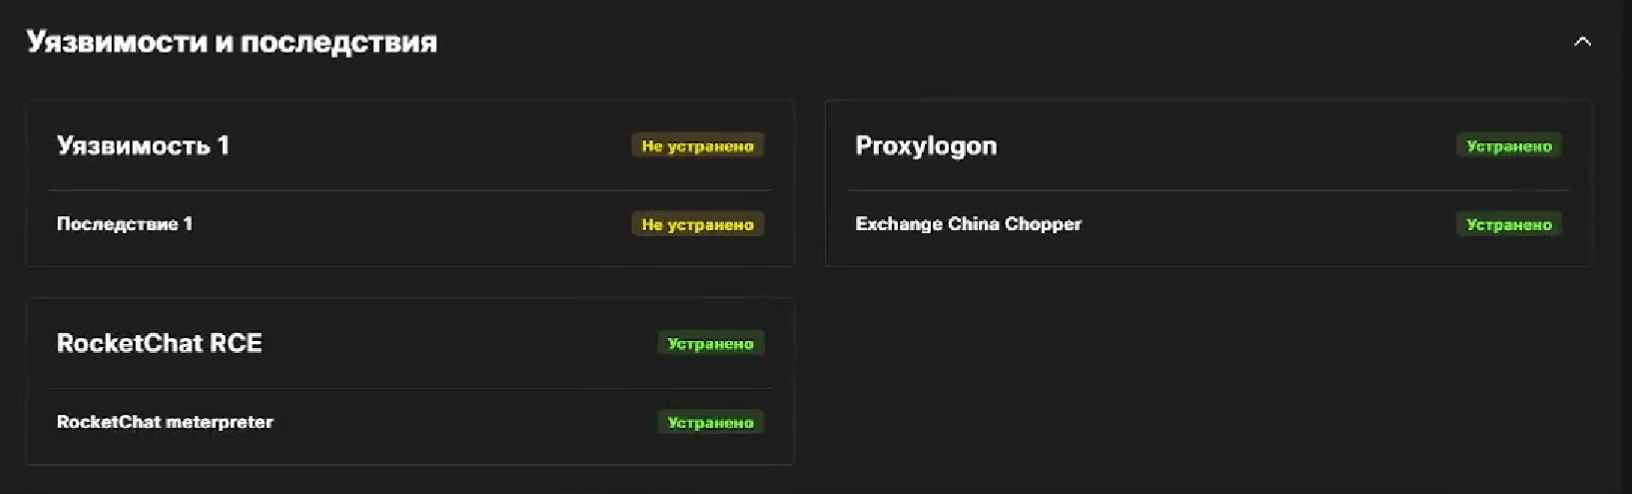 Уязвимости и последствия
Уязвимость 1 Не устранено
Последствие 1 Не устранено
Proxylogon Устранено
Exchange China Chopper Устранено
RocketChat RCE Устранено
RocketChat meterpreter Устранено